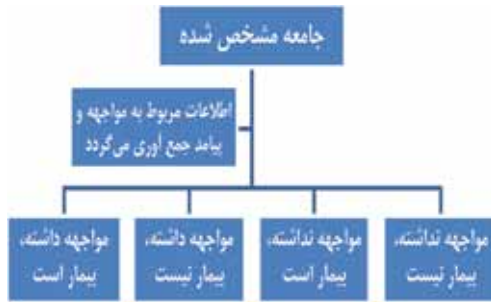 جامعه مشخص شده
اطلاعات مربوط به مواجهه و
پیامد جمع آوری می‌گردد
مواجهه نداشته،
بیمار نیست
مواجهه نداشته،
بیمار است
مواجهه داشته،
بیمار نیست
مواجهه داشته،
بیمار است